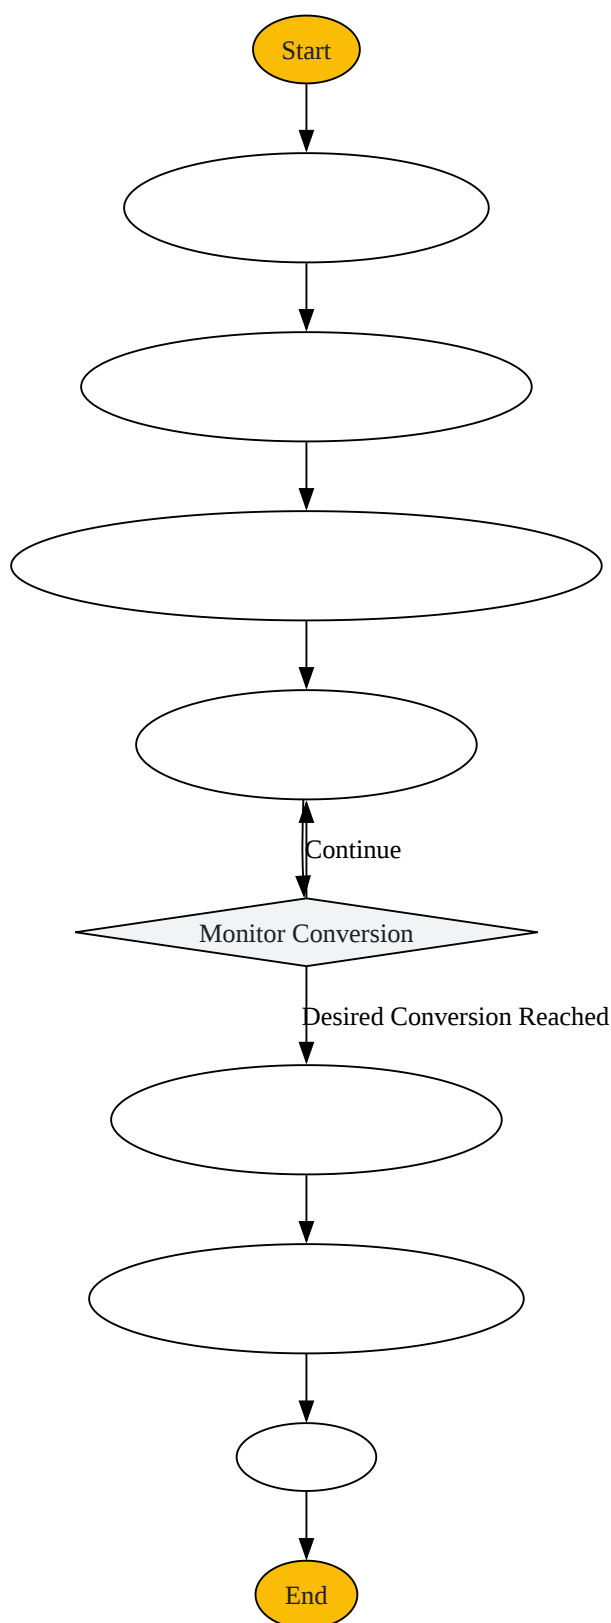 Start
Continue
Monitor Conversion
Desired Conversion Reached
End